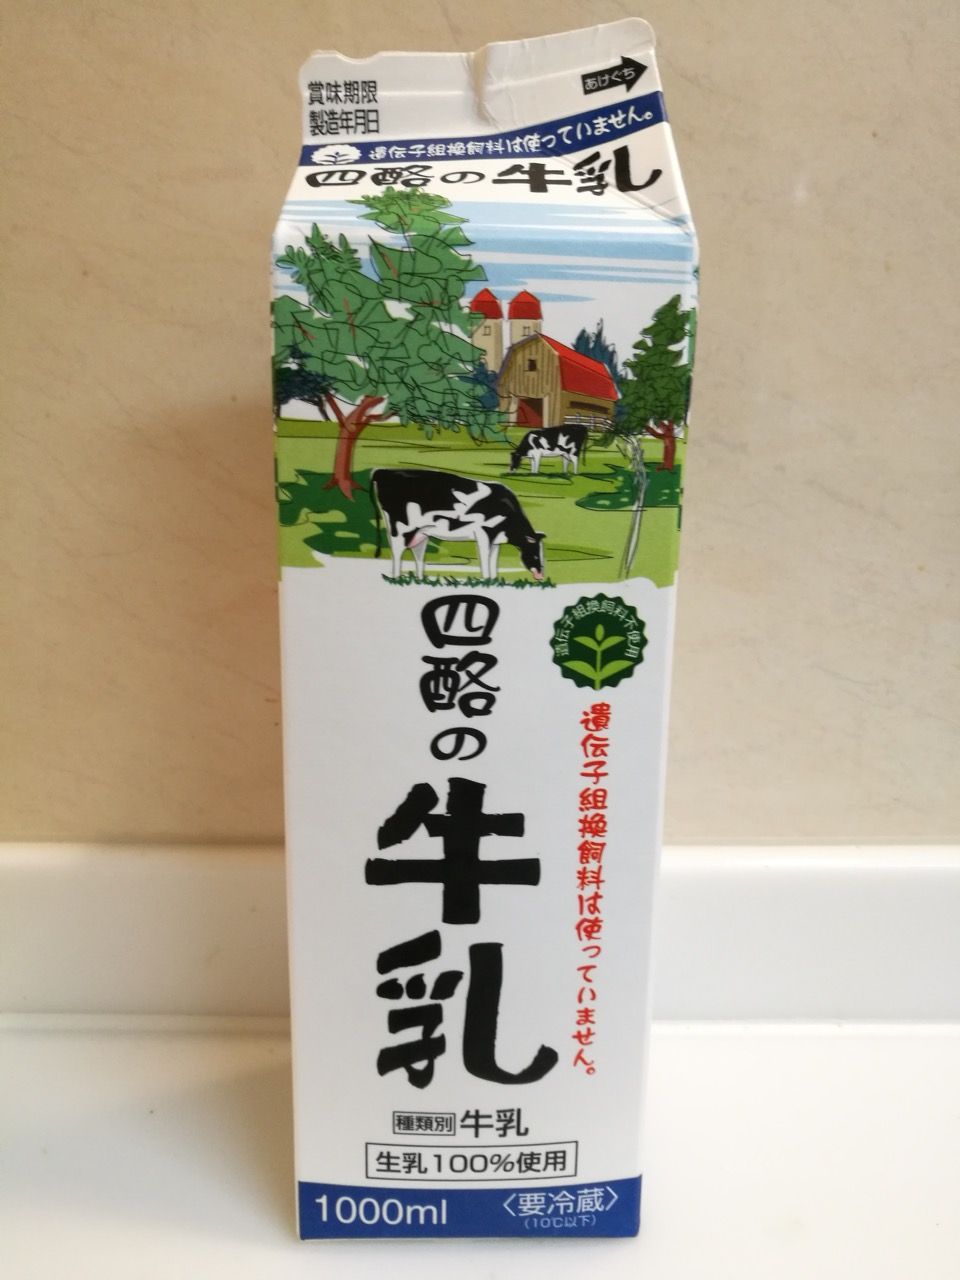 賞味期限
製造年月日
あけぐち
遺伝子組換飼料は使っていません。
四酪の牛乳
四酪の牛乳
遺伝子組換飼料不使用
遺伝子組換飼料は使っていません。
種類別 牛乳
生乳100%使用
1000ml
〈要冷蔵〉
(10℃以下)